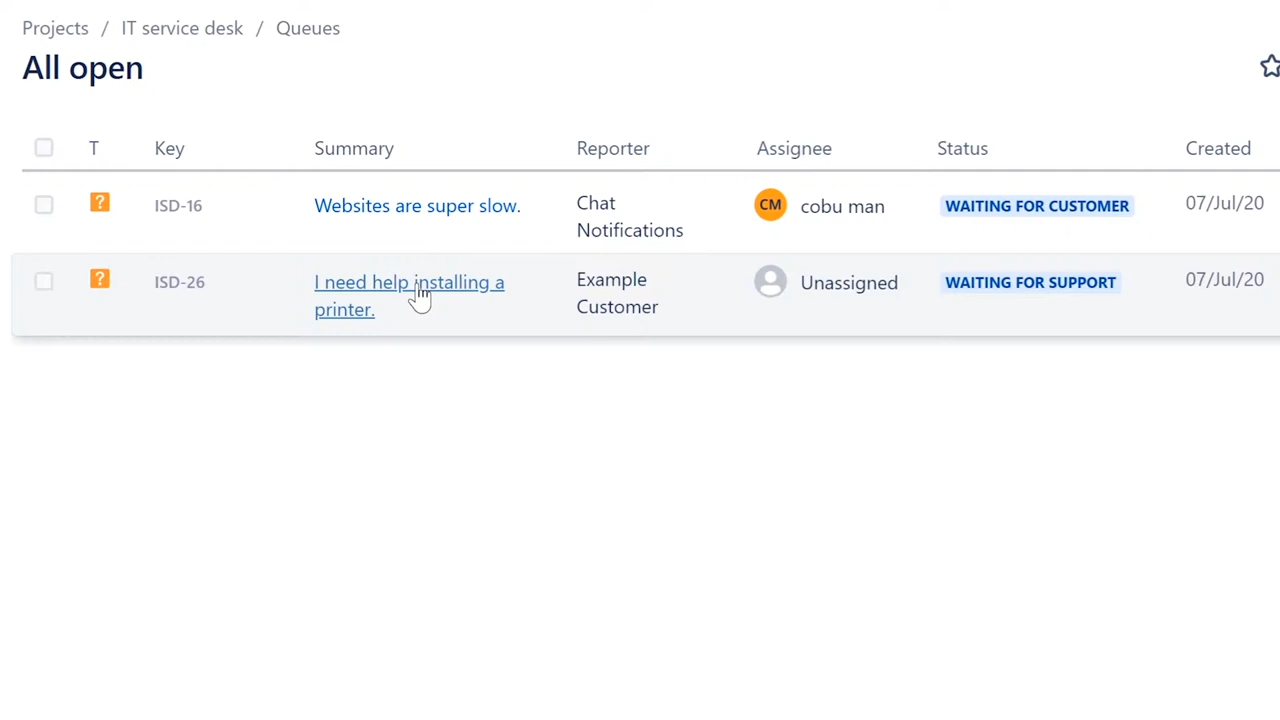 Projects / IT service desk / Queues
All open
T Key Summary Reporter Assignee Status Created
? ISD-16 Websites are super slow. Chat CM cobu man WAITING FOR CUSTOMER 07/Jul/20
Notifications
? ISD-26 I need help installing a Example Unassigned WAITING FOR SUPPORT 07/Jul/20
printer. Customer